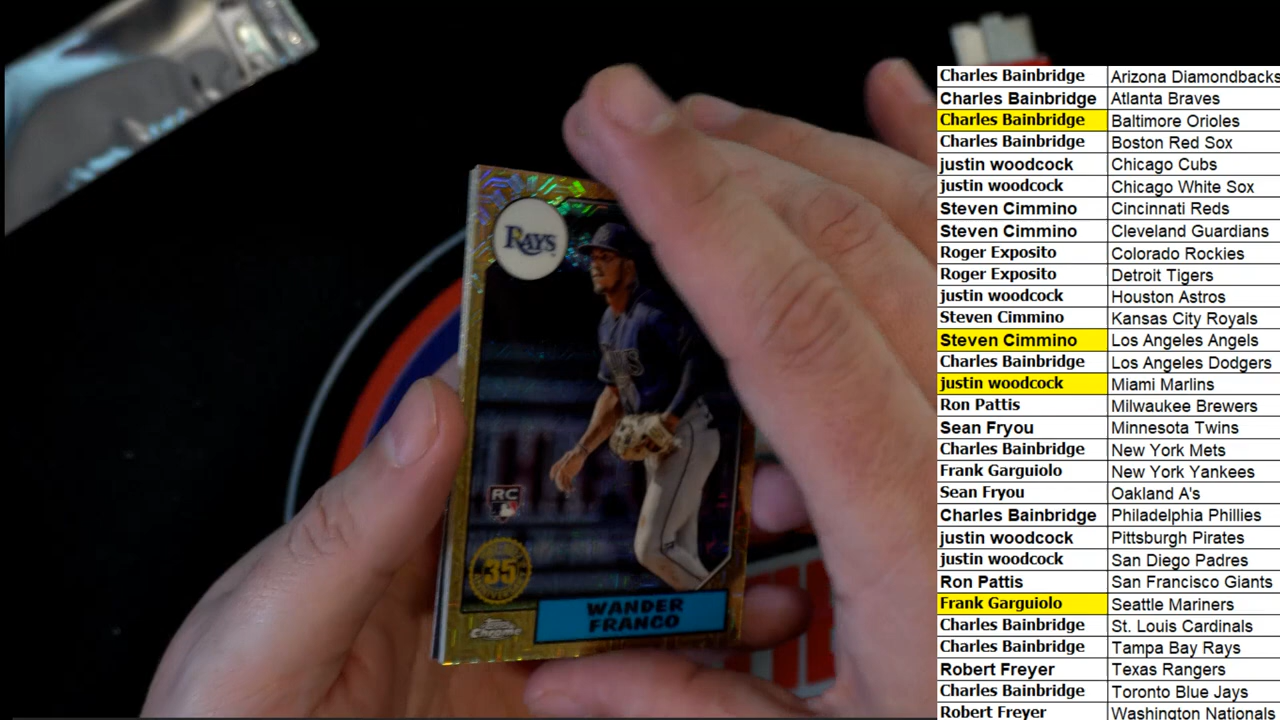 RAYS
RC
35
WANDER
FRANCO
Chrome
Charles Bainbridge Arizona Diamondbacks
Charles Bainbridge Atlanta Braves
Charles Bainbridge Baltimore Orioles
Charles Bainbridge Boston Red Sox
justin woodcock Chicago Cubs
justin woodcock Chicago White Sox
Steven Cimmino Cincinnati Reds
Steven Cimmino Cleveland Guardians
Roger Exposito Colorado Rockies
Roger Exposito Detroit Tigers
justin woodcock Houston Astros
Steven Cimmino Kansas City Royals
Steven Cimmino Los Angeles Angels
Charles Bainbridge Los Angeles Dodgers
justin woodcock Miami Marlins
Ron Pattis Milwaukee Brewers
Sean Fryou Minnesota Twins
Charles Bainbridge New York Mets
Frank Garguiolo New York Yankees
Sean Fryou Oakland A's
Charles Bainbridge Philadelphia Phillies
justin woodcock Pittsburgh Pirates
justin woodcock San Diego Padres
Ron Pattis San Francisco Giants
Frank Garguiolo Seattle Mariners
Charles Bainbridge St. Louis Cardinals
Charles Bainbridge Tampa Bay Rays
Robert Freyer Texas Rangers
Charles Bainbridge Toronto Blue Jays
Robert Freyer Washington Nationals